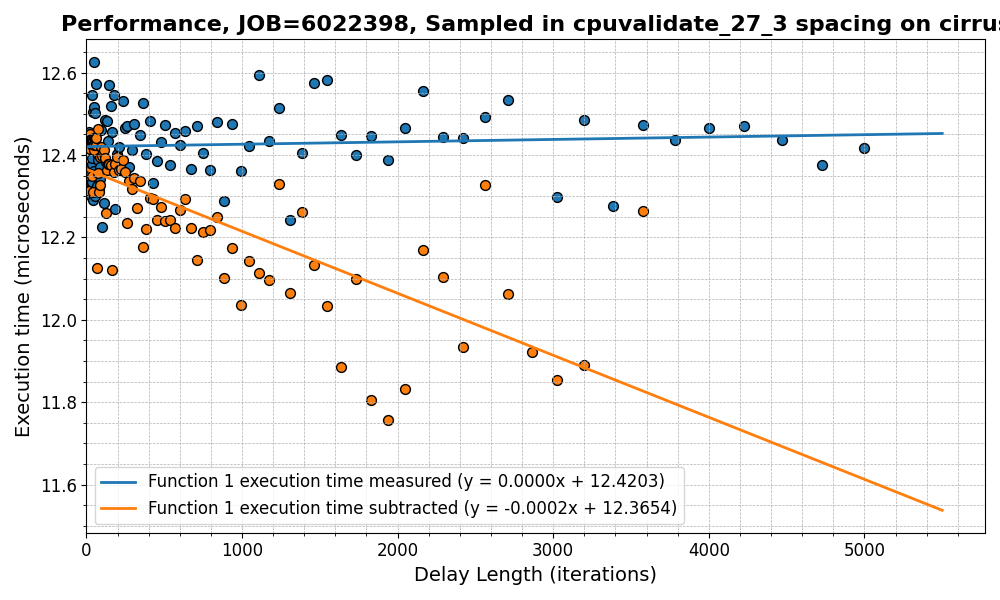 Performance, JOB=6022398, Sampled in cpuvalidate_27_3 spacing on cirrus
Execution time (microseconds)
12.6
12.4
12.2
12.0
11.8
11.6
Function 1 execution time measured (y = 0.0000x + 12.4203)
Function 1 execution time subtracted (y = -0.0002x + 12.3654)
0 1000 2000 3000 4000 5000
Delay Length (iterations)